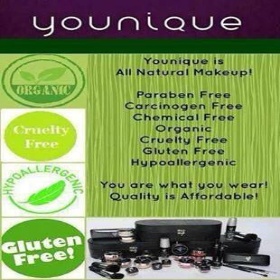 younique
ORGANIC
Cruelty
Free
HYPOALLERGENIC
Gluten
Free!
Younique is
All Natural Makeup!
Paraben Free
Carcinogen Free
Chemical Free
Organic
Cruelty Free
Gluten Free
Hypoallergenic
You are what you wear!
Quality is Affordable!